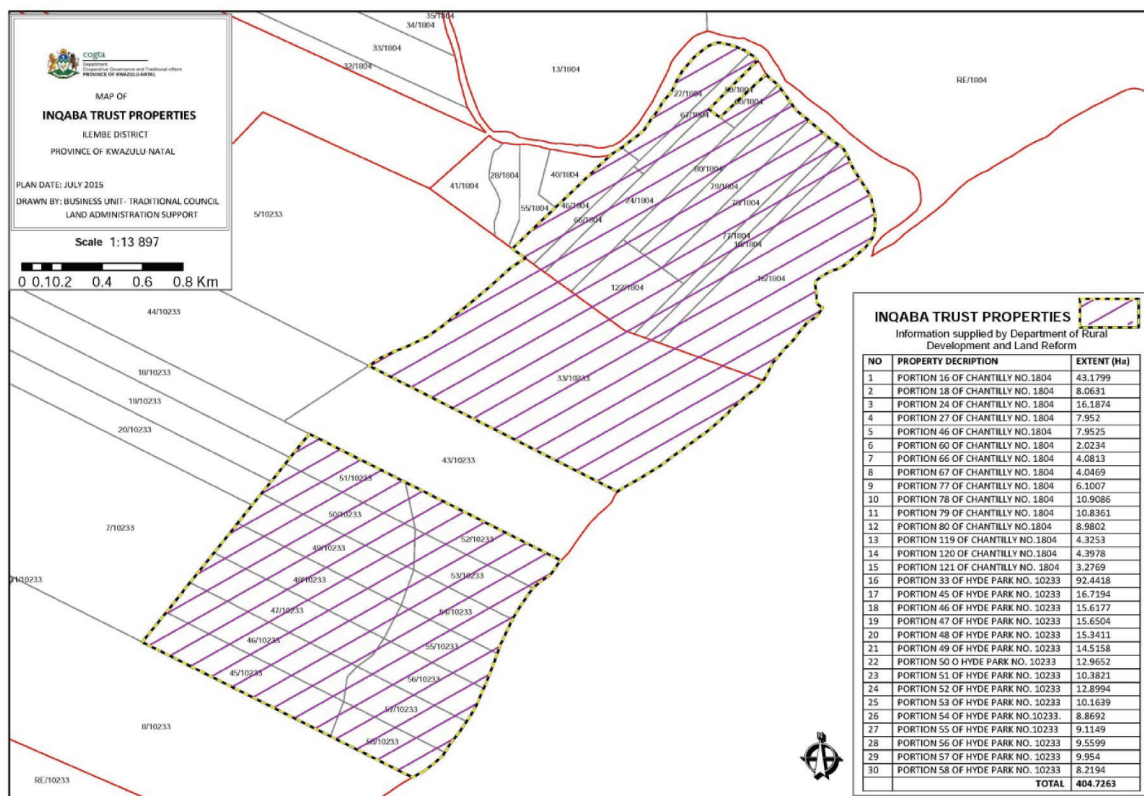 cogta
Department
Cooperative Governance and Traditional Affairs
PROVINCE OF KWAZULU-NATAL
MAP OF
INQABA TRUST PROPERTIES
ILEMBE DISTRICT
PROVINCE OF KWAZULU-NATAL
PLAN DATE: JULY 2015
DRAWN BY: BUSINESS UNIT- TRADITIONAL COUNCIL
LAND ADMINISTRATION SUPPORT
Scale 1:13 897
0 0.10.2 0.4 0.6 0.8 Km
35/1804
34/1804
33/1804
32/1804
13/1804
RE/1804
27/1804
67/1804
41/1804
28/1804
40/1804
55/1804
46/1804
66/1804
24/1804
80/1804
79/1804
78/1804
77/1804
18/1804
16/1804
122/1804
5/10233
44/10233
18/10233
19/10233
20/10233
33/10233
43/10233
7/10233
51/10233
50/10233
49/10233
48/10233
47/10233
46/10233
45/10233
52/10233
53/10233
54/10233
55/10233
56/10233
57/10233
58/10233
8/10233
RE/10233
INQABA TRUST PROPERTIES
Information supplied by Department of Rural
Development and Land Reform
NO PROPERTY DECRIPTION EXTENT (Ha)
1 PORTION 16 OF CHANTILLY NO.1804 43.1799
2 PORTION 18 OF CHANTILLY NO. 1804 8.0631
3 PORTION 24 OF CHANTILLY NO. 1804 16.1874
4 PORTION 27 OF CHANTILLY NO. 1804 7.952
5 PORTION 46 OF CHANTILLY NO.1804 7.9525
6 PORTION 60 OF CHANTILLY NO. 1804 2.0234
7 PORTION 66 OF CHANTILLY NO. 1804 4.0813
8 PORTION 67 OF CHANTILLY NO. 1804 4.0469
9 PORTION 77 OF CHANTILLY NO. 1804 6.1007
10 PORTION 78 OF CHANTILLY NO. 1804 10.9086
11 PORTION 79 OF CHANTILLY NO. 1804 10.8361
12 PORTION 80 OF CHANTILLY NO.1804 8.9802
13 PORTION 119 OF CHANTILLY NO.1804 4.3253
14 PORTION 120 OF CHANTILLY NO.1804 4.3978
15 PORTION 121 OF CHANTILLY NO. 1804 3.2769
16 PORTION 33 OF HYDE PARK NO. 10233 92.4418
17 PORTION 45 OF HYDE PARK NO. 10233 16.7194
18 PORTION 46 OF HYDE PARK NO. 10233 15.6177
19 PORTION 47 OF HYDE PARK NO. 10233 15.6504
20 PORTION 48 OF HYDE PARK NO. 10233 15.3411
21 PORTION 49 OF HYDE PARK NO. 10233 14.5158
22 PORTION 50 O HYDE PARK NO. 10233 12.9652
23 PORTION 51 OF HYDE PARK NO. 10233 10.3821
24 PORTION 52 OF HYDE PARK NO. 10233 12.8994
25 PORTION 53 OF HYDE PARK NO. 10233 10.1639
26 PORTION 54 OF HYDE PARK NO.10233. 8.8692
27 PORTION 55 OF HYDE PARK NO.10233 9.1149
28 PORTION 56 OF HYDE PARK NO. 10233 9.5599
29 PORTION 57 OF HYDE PARK NO. 10233 9.954
30 PORTION 58 OF HYDE PARK NO. 10233 8.2194
TOTAL 404.7263